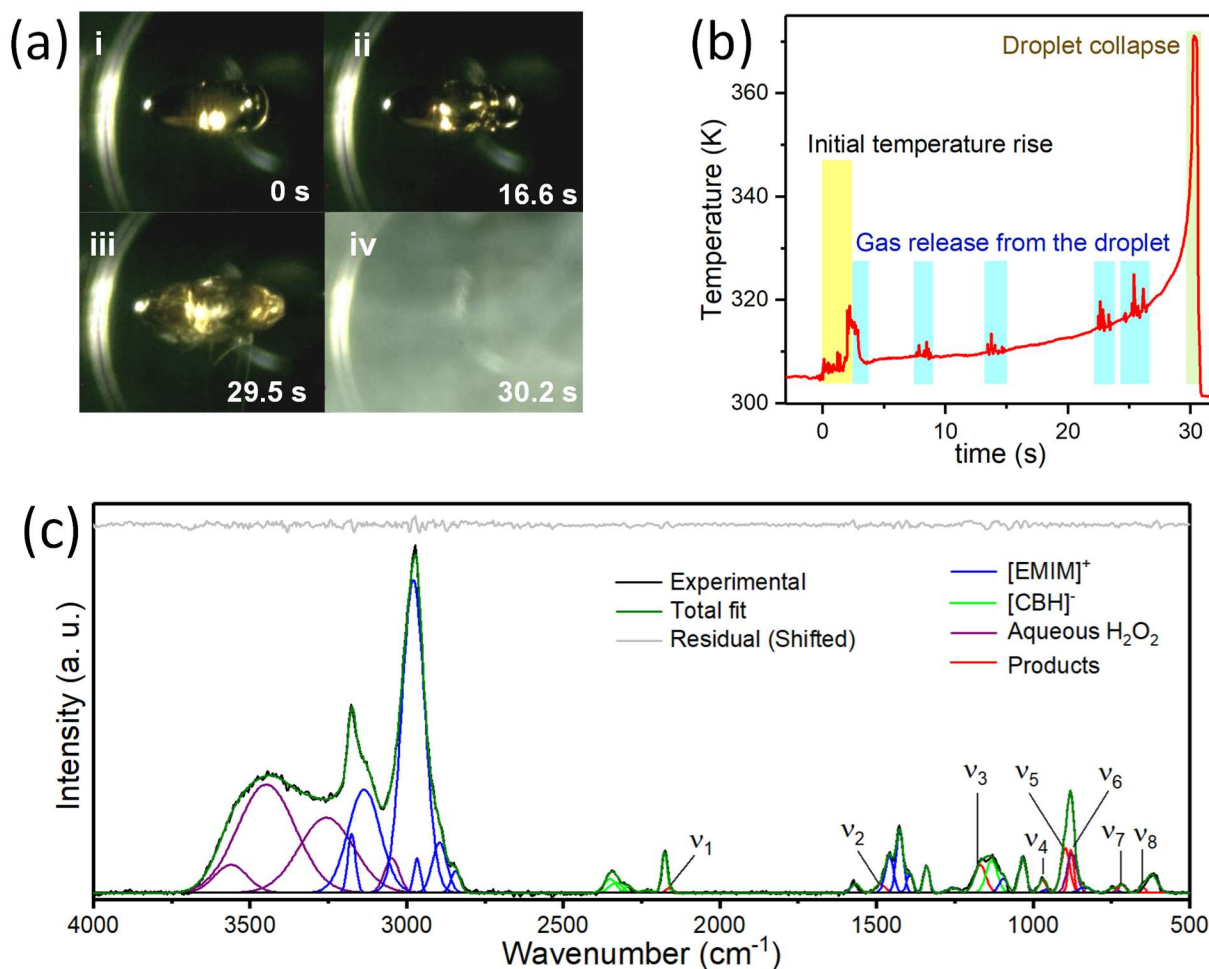 (a)
i
0 s
ii
16.6 s
iii
29.5 s
iv
30.2 s
(b)
Droplet collapse
Initial temperature rise
Gas release from the droplet
Temperature (K)
360
340
320
300
0 10 20 30
time (s)
(c)
Intensity (a. u.)
Experimental
Total fit
Residual (Shifted)
[EMIM]⁺
[CBH]⁻
Aqueous H₂O₂
Products
ν₁
ν₂
ν₃
ν₄
ν₅
ν₆
ν₇
ν₈
4000 3500 3000 2500 2000 1500 1000 500
Wavenumber (cm⁻¹)